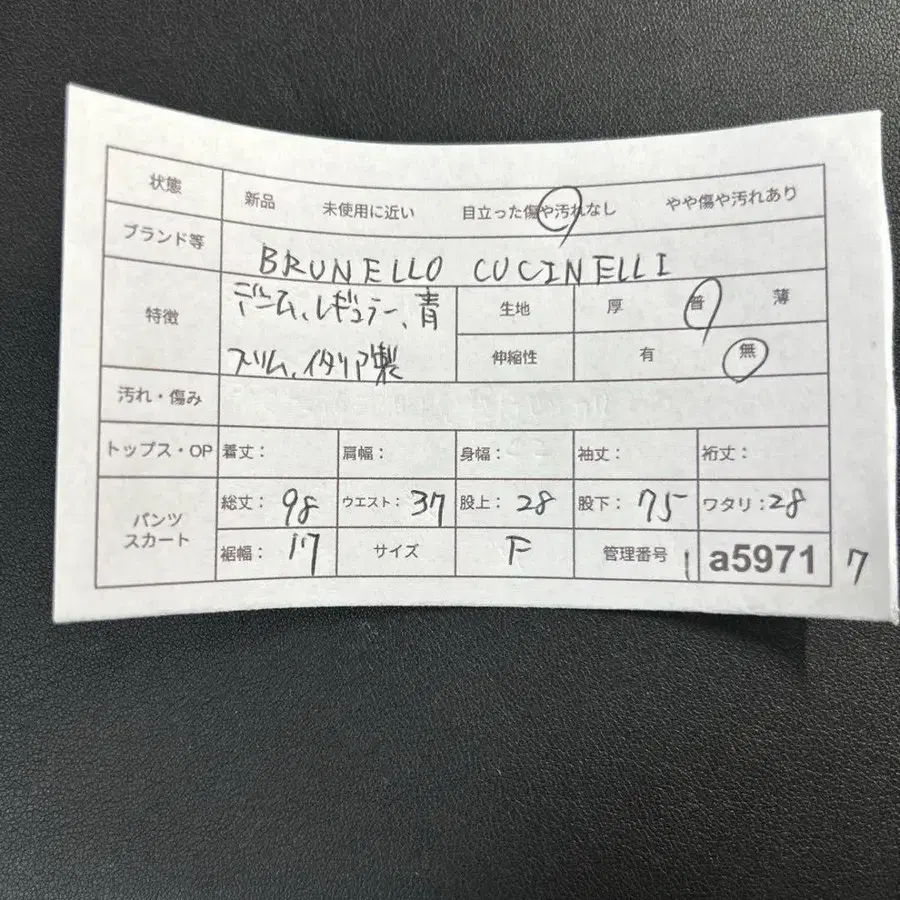 状態 新品 未使用に近い 目立った傷や汚れなし やや傷や汚れあり
ブランド等 BRUNELLO CUCINELLI
特徴 デニム、レギュラー、青
スリム、イタリア製
生地 厚 普 薄
伸縮性 有 無
汚れ・傷み
トップス・OP 着丈: 肩幅: 身幅: 袖丈: 裄丈:
パンツ
スカート
総丈: 98 ウエスト: 37 股上: 28 股下: 75 ワタリ: 28
裾幅: 17 サイズ F 管理番号 1 a5971 7